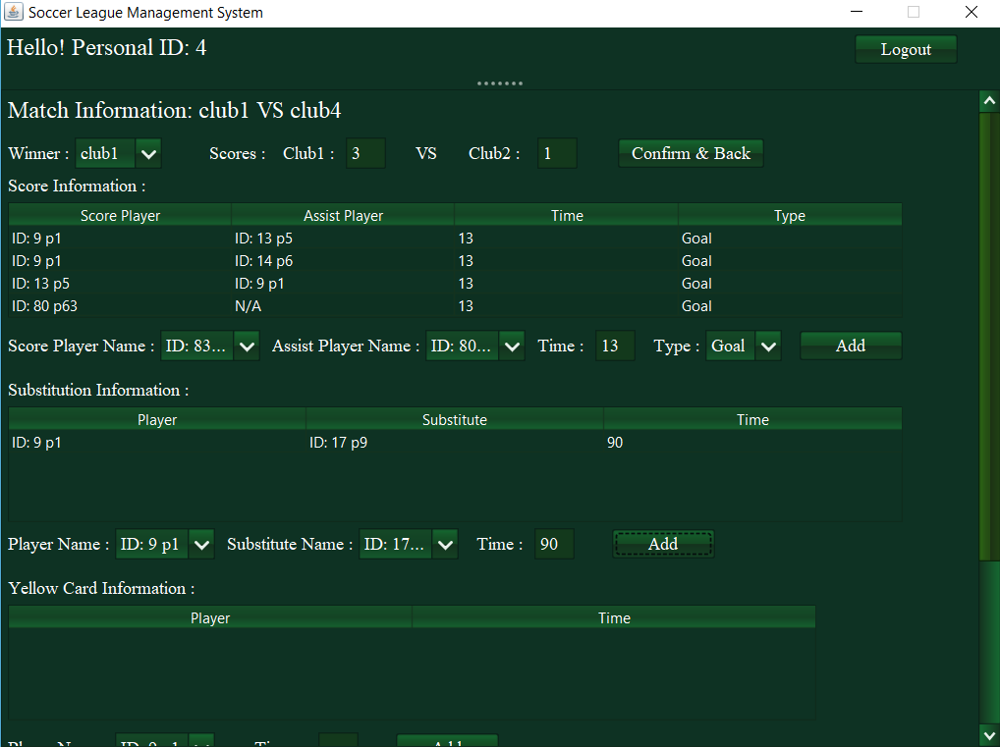 Soccer League Management System
Hello! Personal ID: 4 Logout
Match Information: club1 VS club4
Winner : club1 Scores : Club1 : 3 VS Club2 : 1 Confirm & Back
Score Information :
Score Player Assist Player Time Type
ID: 9 p1 ID: 13 p5 13 Goal
ID: 9 p1 ID: 14 p6 13 Goal
ID: 13 p5 ID: 9 p1 13 Goal
ID: 80 p63 N/A 13 Goal
Score Player Name : ID: 83... Assist Player Name : ID: 80... Time : 13 Type : Goal Add
Substitution Information :
Player Substitute Time
ID: 9 p1 ID: 17 p9 90
Player Name : ID: 9 p1 Substitute Name : ID: 17... Time : 90 Add
Yellow Card Information :
Player Time